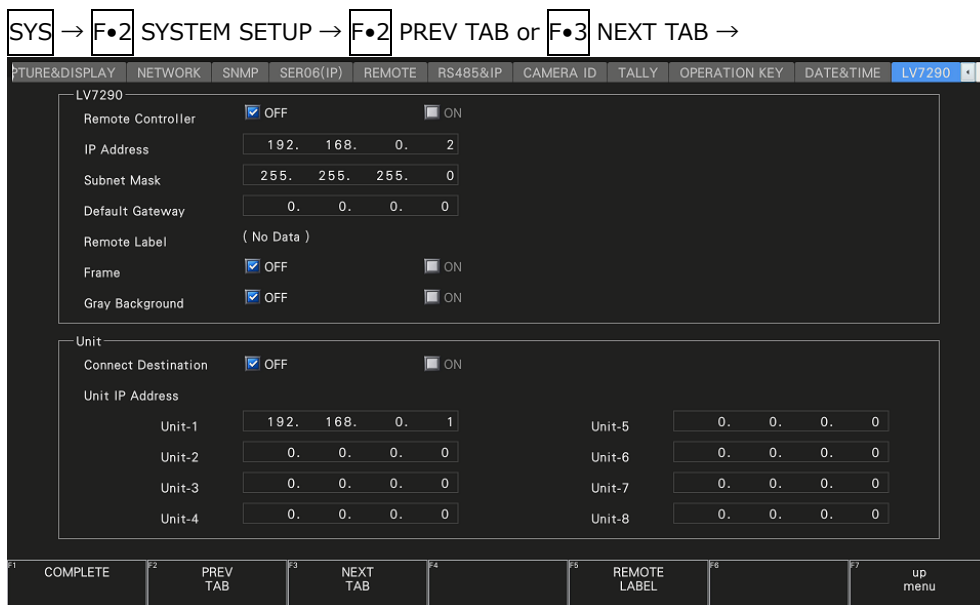 SYS → F•2 SYSTEM SETUP → F•2 PREV TAB or F•3 NEXT TAB →
PTURE&DISPLAY NETWORK SNMP SER06(IP) REMOTE RS485&IP CAMERA ID TALLY OPERATION KEY DATE&TIME LV7290
LV7290
Remote Controller OFF ON
IP Address 192. 168. 0. 2
Subnet Mask 255. 255. 255. 0
Default Gateway 0. 0. 0. 0
Remote Label ( No Data )
Frame OFF ON
Gray Background OFF ON
Unit
Connect Destination OFF ON
Unit IP Address
Unit-1 192. 168. 0. 1 Unit-5 0. 0. 0. 0
Unit-2 0. 0. 0. 0 Unit-6 0. 0. 0. 0
Unit-3 0. 0. 0. 0 Unit-7 0. 0. 0. 0
Unit-4 0. 0. 0. 0 Unit-8 0. 0. 0. 0
F1 COMPLETE F2 PREV TAB F3 NEXT TAB F4 F5 REMOTE LABEL F6 F7 up menu